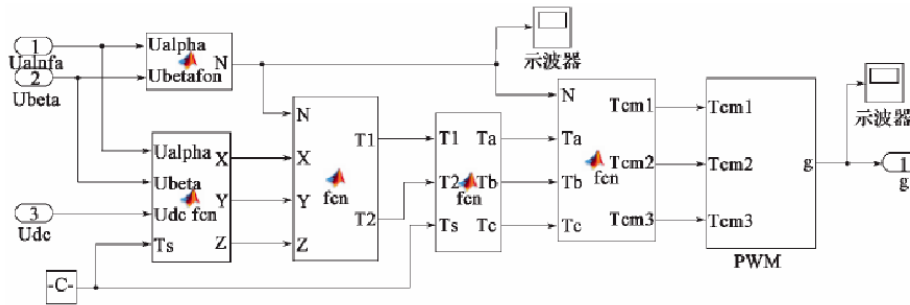 1
Ualnfa
2
Ubeta
3
Udc
-C-
Ualpha
Ubetafon
N
Ualpha
Ubeta
Udc fcn
Ts
X
Y
Z
N
X
Y
Z
fcn
T1
T2
T1
T2
Ts
fcn
Ta
Tb
Tc
示波器
N
Ta
Tb
Tc
fcn
Tcm1
Tcm2
Tcm3
Tcm1
Tcm2
Tcm3
g
PWM
示波器
1
g